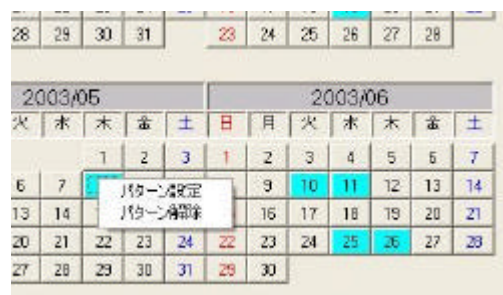 28 29 30 31 23 24 25 26 27 28
2003/05 2003/06
火 水 木 金 土 日 月 火 水 木 金 土
1 2 3 1 2 3 4 5 6 7
6 7 9 10 11 12 13 14
パターン設定
パターン解除
13 14 16 17 18 19 20 21
20 21 22 23 24 22 23 24 25 26 27 28
27 28 29 30 31 29 30